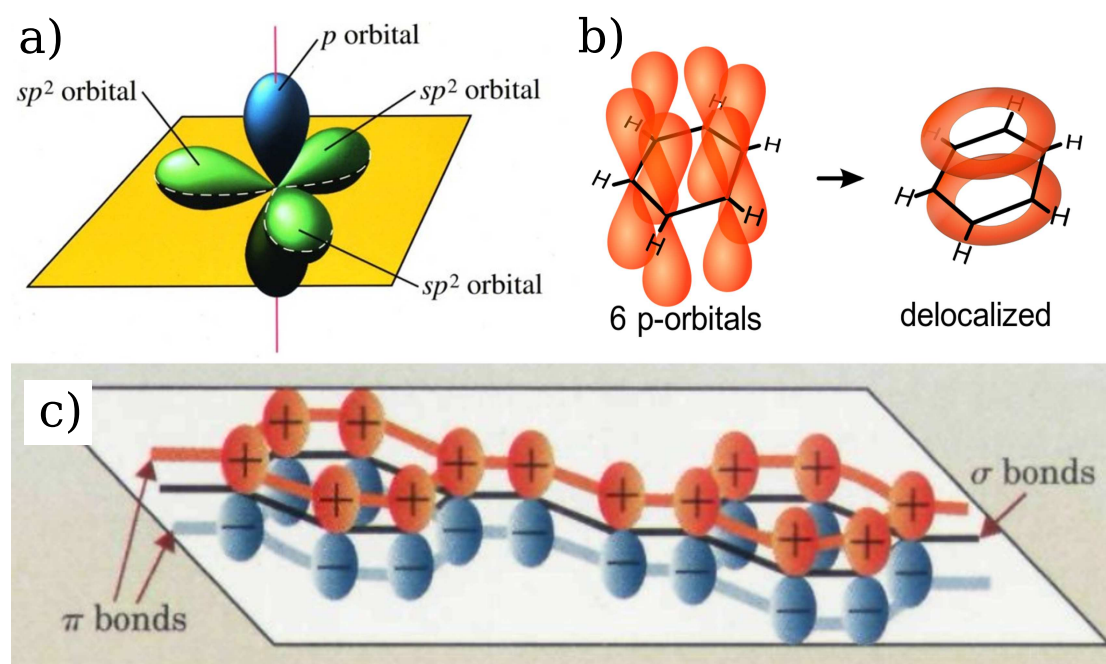 a)
p orbital
sp² orbital
sp² orbital
sp² orbital
b)
H
H
H
H
H
H
H
H
H
H
H
H
6 p-orbitals
delocalized
c)
+ + + + + + + + + + + + + +
− − − − − − − − − −
σ bonds
π bonds